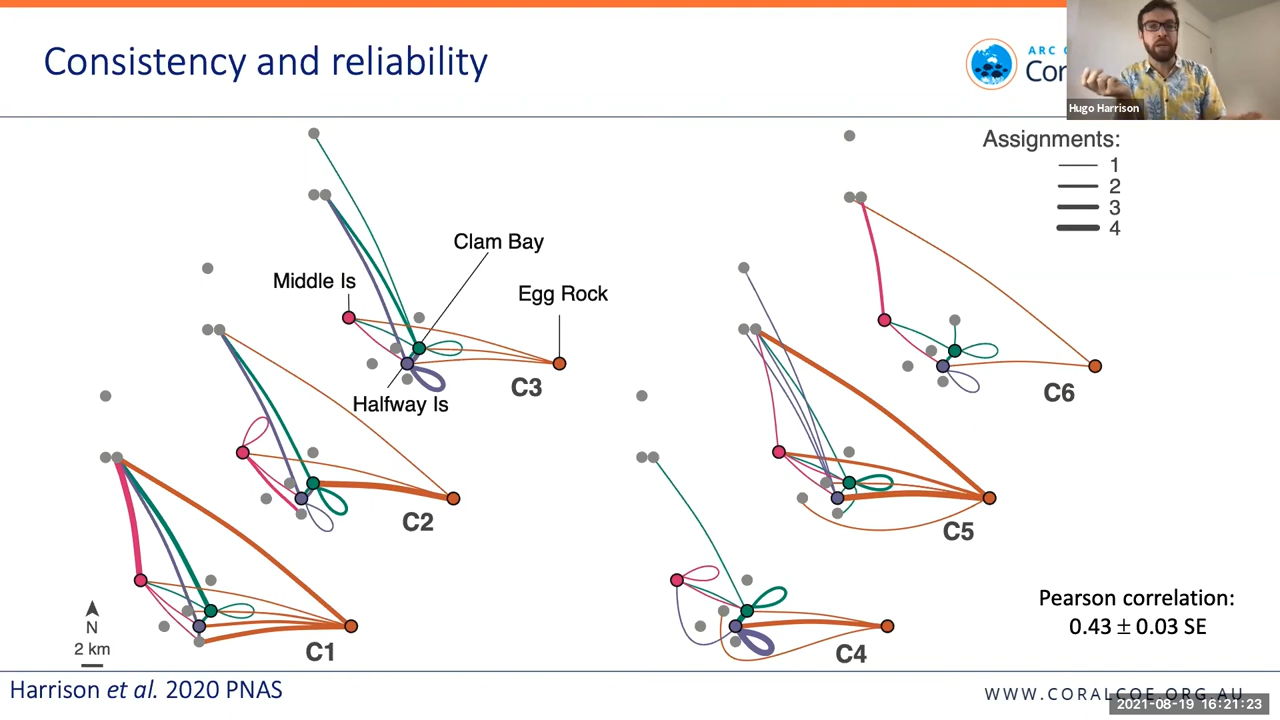 Consistency and reliability
ARC C
Cor
Hugo Harrison
Assignments:
1
2
3
4
Clam Bay
Middle Is
Egg Rock
Halfway Is
C3
C6
C2
C5
N
2 km
C1
C4
Pearson correlation:
0.43 ± 0.03 SE
Harrison et al. 2020 PNAS
WWW.CORALCOE.ORG.AU
2021-08-19 16:21:23